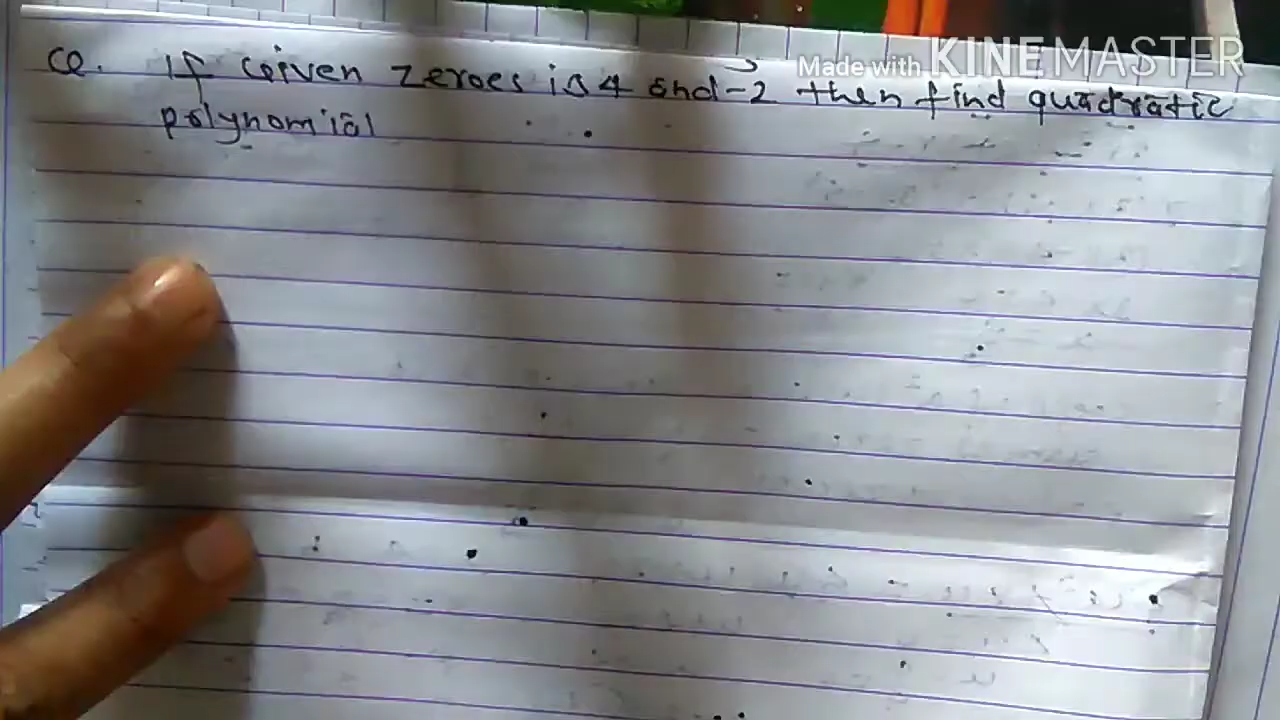 Q. If Given zeroes is 4 and -2 then find quadratic
polynomial
Made with KINEMASTER